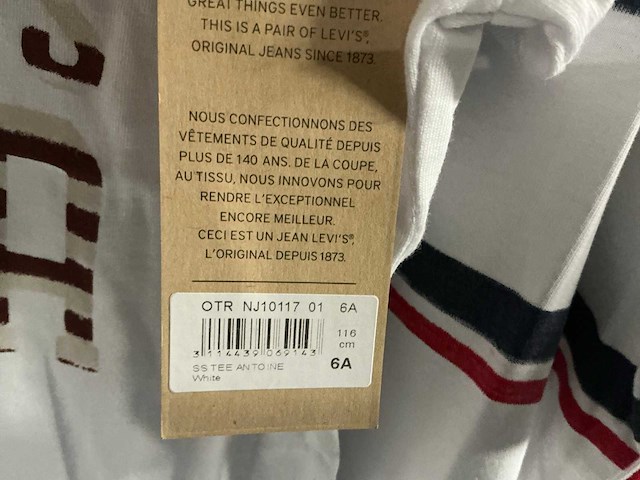 GREAT THINGS EVEN BETTER.
THIS IS A PAIR OF LEVI'S®,
ORIGINAL JEANS SINCE 1873.
NOUS CONFECTIONNONS DES
VÊTEMENTS DE QUALITÉ DEPUIS
PLUS DE 140 ANS. DE LA COUPE,
AU TISSU, NOUS INNOVONS POUR
RENDRE L'EXCEPTIONNEL
ENCORE MEILLEUR.
CECI EST UN JEAN LEVI'S®,
L'ORIGINAL DEPUIS 1873.
OTR NJ10117 01 6A
116
cm
3 114439 069143
SS TEE ANTOINE
6A
White